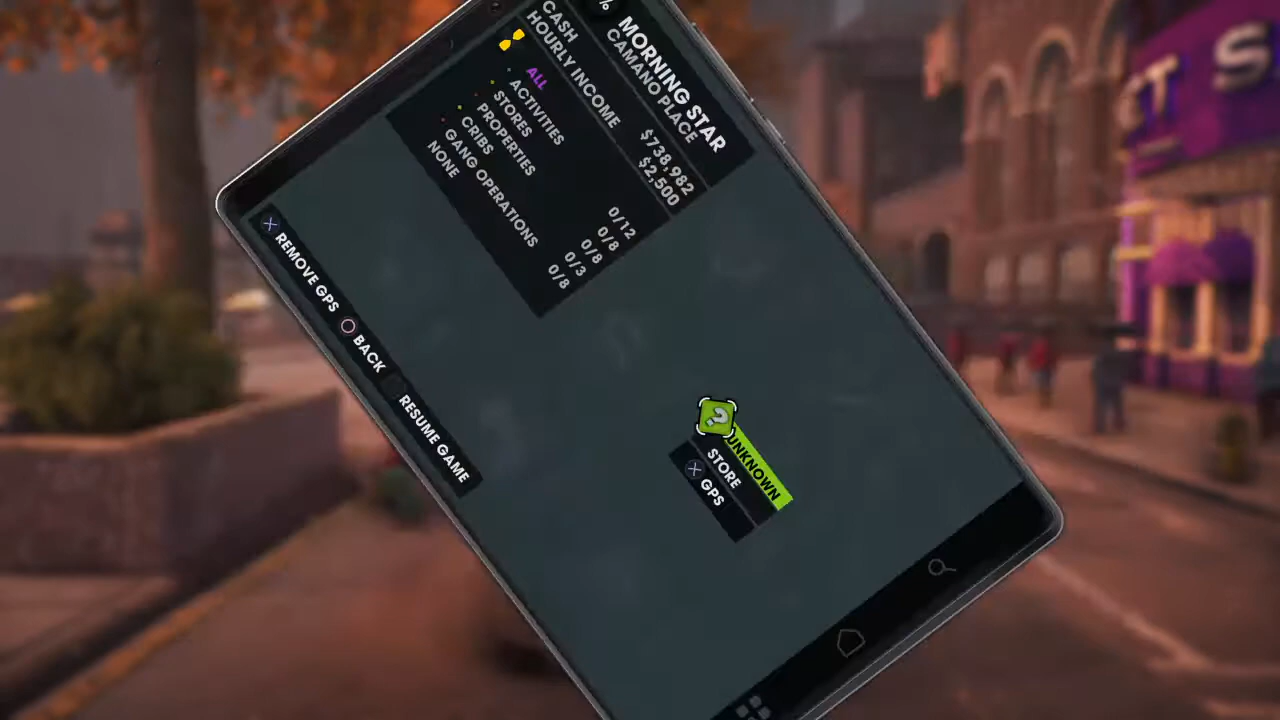 %
MORNING STAR
CAMANO PLACE
CASH $738,982
HOURLY INCOME $2,500
ALL
ACTIVITIES 0/12
STORES 0/8
PROPERTIES 0/8
CRIBS 0/3
GANG OPERATIONS 0/8
NONE
UNKNOWN
STORE
GPS
REMOVE GPS BACK RESUME GAME